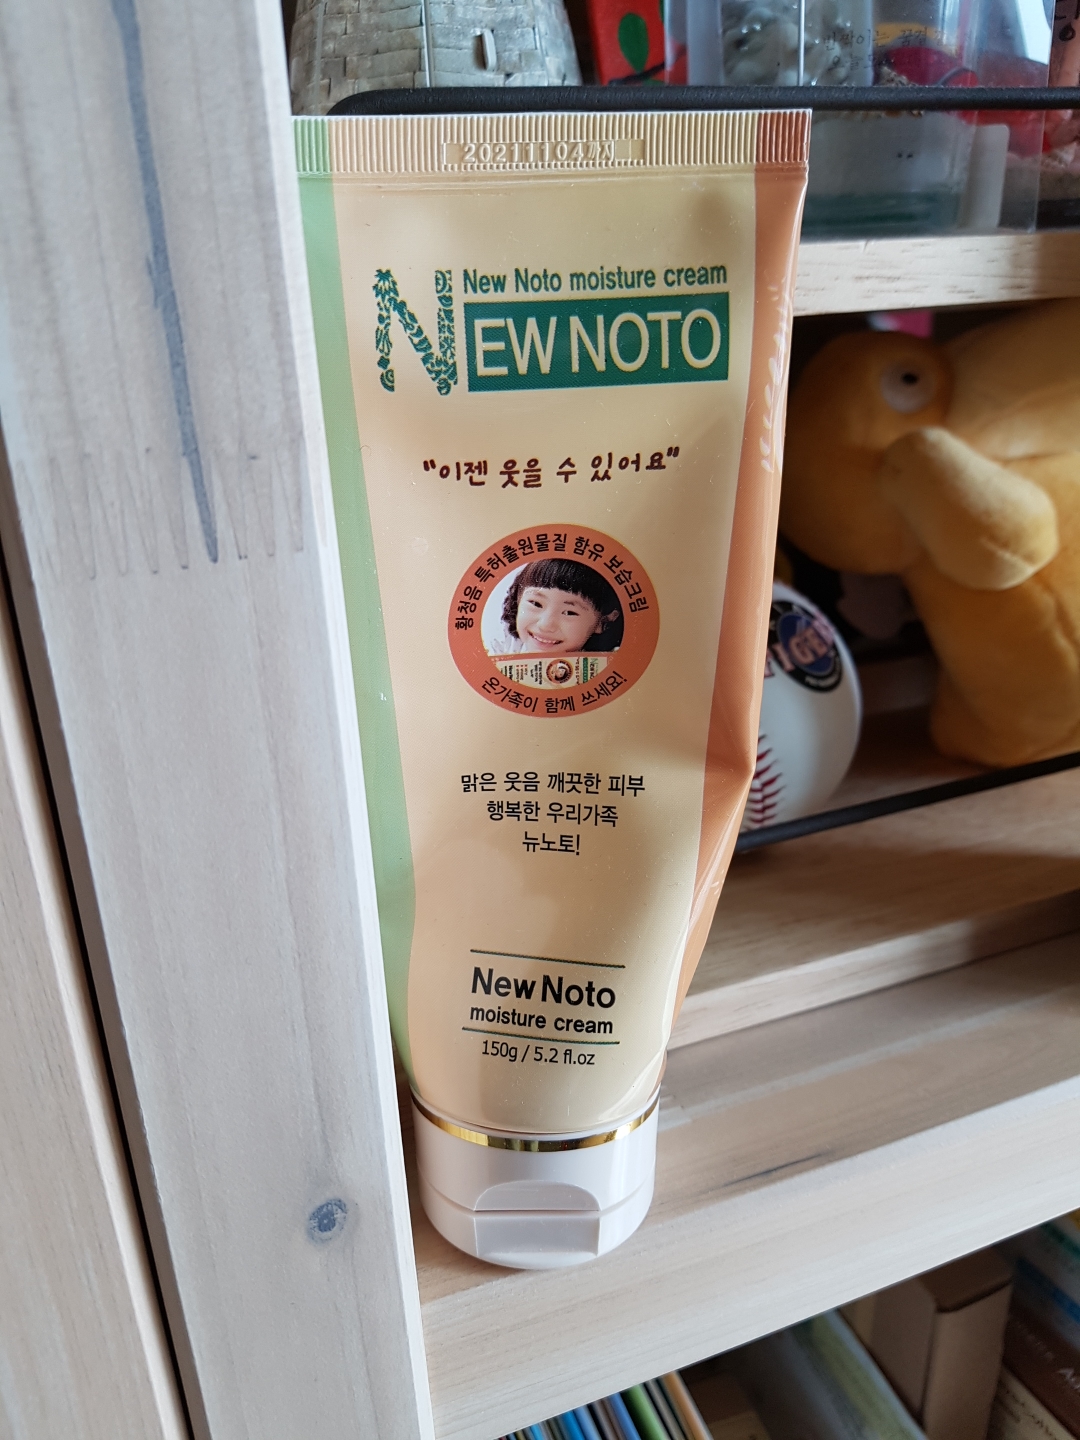 20211104까지
New Noto moisture cream
NEW NOTO
"이젠 웃을 수 있어요"
황청음 특허출원물질 함유 보습크림
온가족이 함께 쓰세요!
맑은 웃음 깨끗한 피부
행복한 우리가족
뉴노토!
New Noto
moisture cream
150g / 5.2 fl.oz